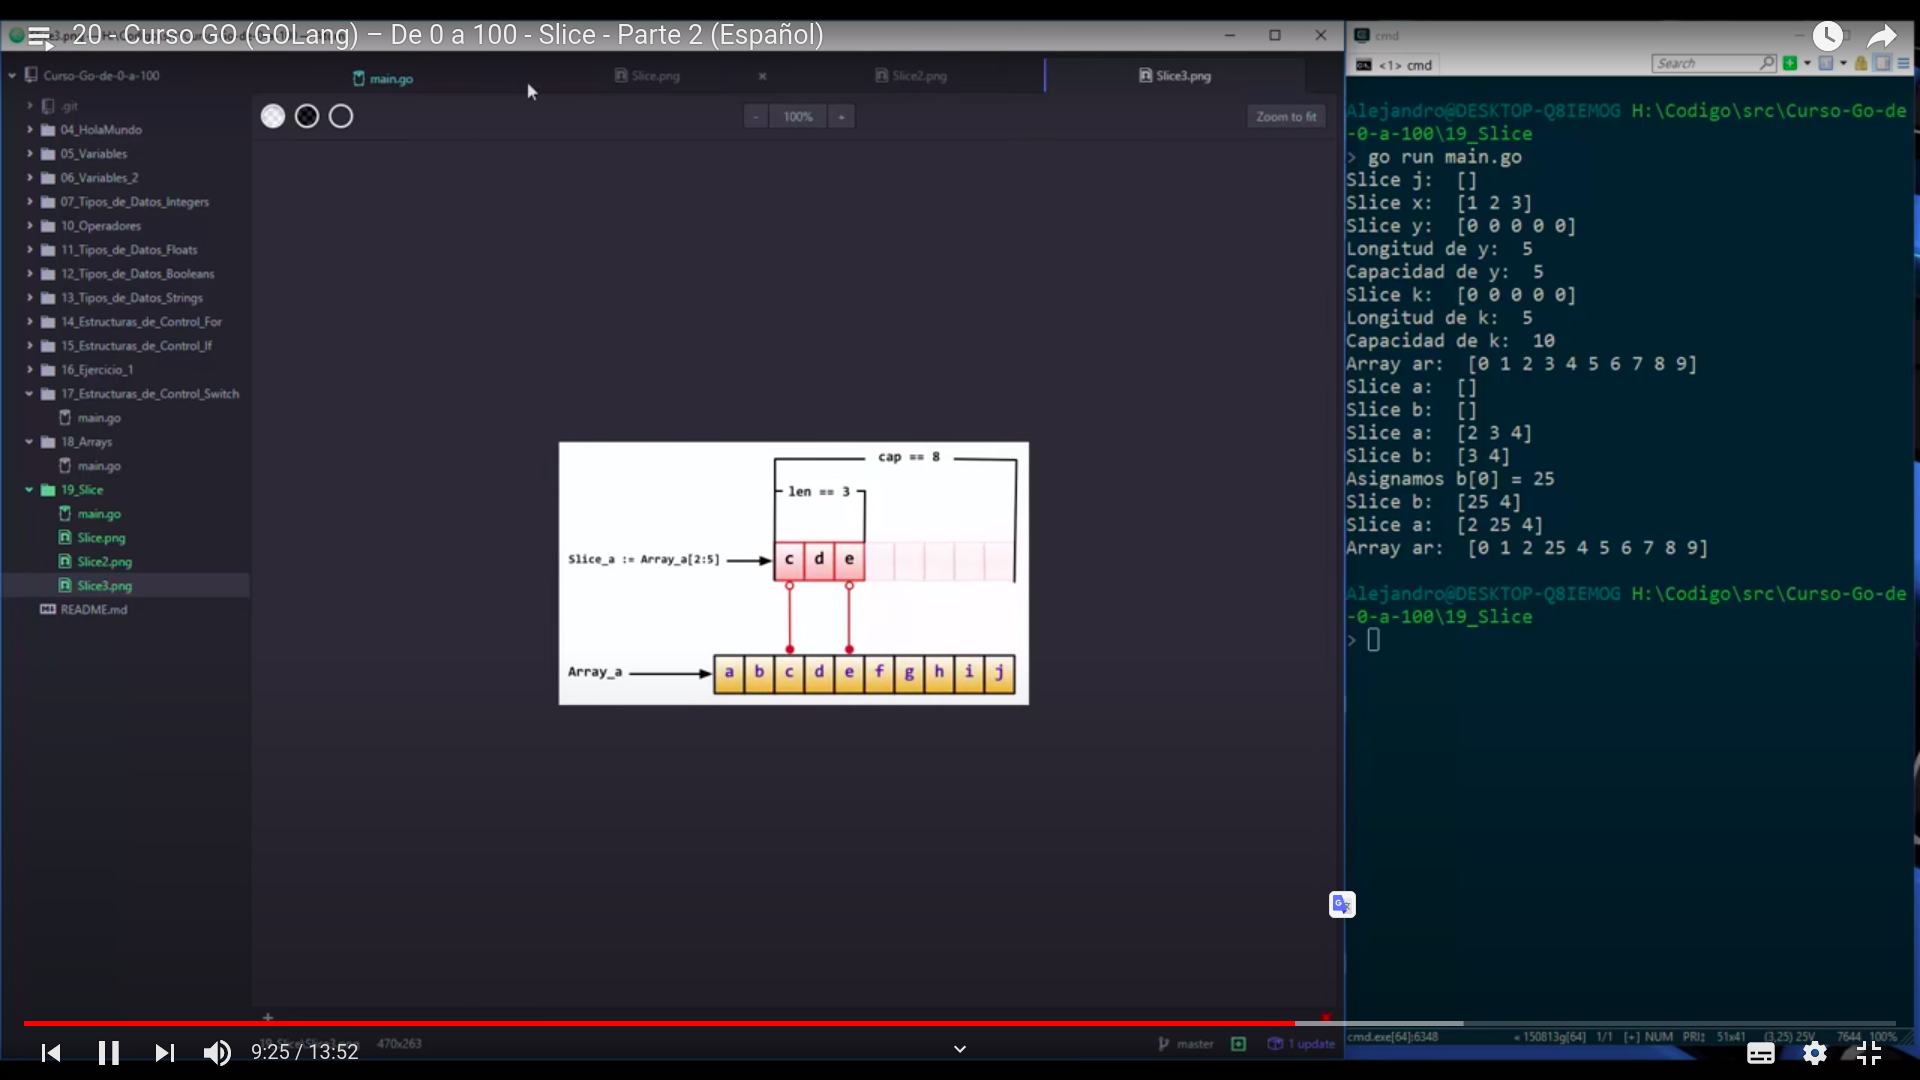 20 - Curso GO (GOLang) – De 0 a 100 - Slice - Parte 2 (Español)
cmd
Curso-Go-de-0-a-100
main.go
Slice.png
Slice2.png
Slice3.png
<1> cmd
Search
.git
04_HolaMundo
05_Variables
06_Variables_2
07_Tipos_de_Datos_Integers
10_Operadores
11_Tipos_de_Datos_Floats
12_Tipos_de_Datos_Booleans
13_Tipos_de_Datos_Strings
14_Estructuras_de_Control_For
15_Estructuras_de_Control_If
16_Ejercicio_1
17_Estructuras_de_Control_Switch
main.go
18_Arrays
main.go
19_Slice
main.go
Slice.png
Slice2.png
Slice3.png
README.md
- 100% +
Zoom to fit
cap == 8
len == 3
Slice_a := Array_a[2:5]
c d e
Array_a
a b c d e f g h i j
Alejandro@DESKTOP-Q8IEMOG H:\Codigo\src\Curso-Go-de
-0-a-100\19_Slice
> go run main.go
Slice j: []
Slice x: [1 2 3]
Slice y: [0 0 0 0 0]
Longitud de y: 5
Capacidad de y: 5
Slice k: [0 0 0 0 0]
Longitud de k: 5
Capacidad de k: 10
Array ar: [0 1 2 3 4 5 6 7 8 9]
Slice a: []
Slice b: []
Slice a: [2 3 4]
Slice b: [3 4]
Asignamos b[0] = 25
Slice b: [25 4]
Slice a: [2 25 4]
Array ar: [0 1 2 25 4 5 6 7 8 9]
Alejandro@DESKTOP-Q8IEMOG H:\Codigo\src\Curso-Go-de
-0-a-100\19_Slice
>
9:25 / 13:52
470x263
master
1 update
cmd.exe[64]:6348
«150813g[64] 1/1 [+] NUM PRI: 51x41 (3,25) 25V 7644 100%